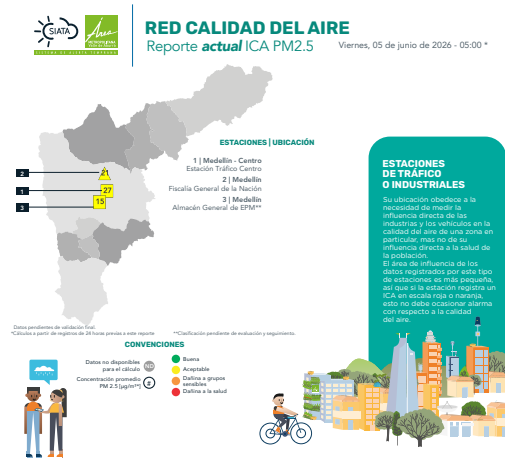 SIATA
Área
METROPOLITANA
Valle de Aburrá
RED CALIDAD DEL AIRE
Reporte actual ICA PM2.5
Viernes, 05 de junio de 2026 - 05:00 *
ESTACIONES | UBICACIÓN
1 | Medellín - Centro
Estación Tráfico Centro
2 | Medellín
Fiscalía General de la Nación
3 | Medellín
Almacén General de EPM**
2
21
1
27
3
15
ESTACIONES
DE TRÁFICO
O INDUSTRIALES
Su ubicación obedece a la
necesidad de medir la
influencia directa de las
industrias y los vehículos en la
calidad del aire de una zona en
particular, mas no de su
influencia directa a la salud de
la población.
El área de influencia de los
datos registrados por este tipo
de estaciones es más pequeña,
así que si la estación registra un
ICA en escala roja o naranja,
esto no debe ocasionar alarma
con respecto a la calidad
del aire.
Datos pendientes de validación final.
*Cálculos a partir de registros de 24 horas previas a este reporte
**Clarificación pendiente de evaluación y seguimiento.
CONVENCIONES
Datos no disponibles
para el cálculo
ND
Concentración promedio
PM 2.5 [µg/m**]
#
Buena
Aceptable
Dañina a grupos
sensibles
Dañina a la salud